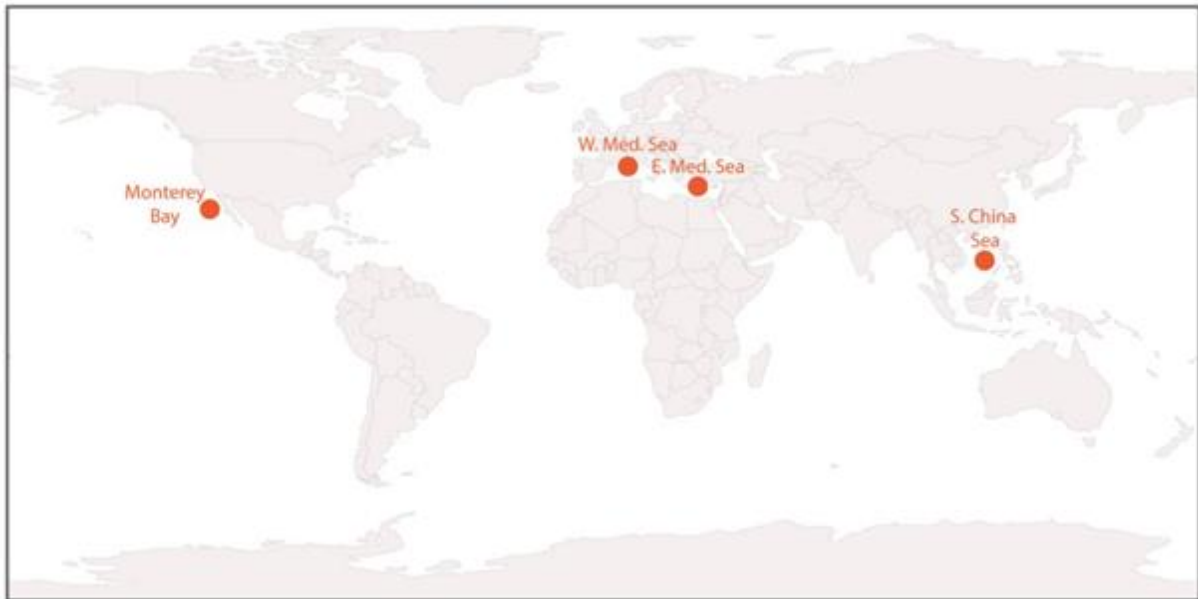 W. Med. Sea
E. Med. Sea
Monterey
Bay
S. China
Sea